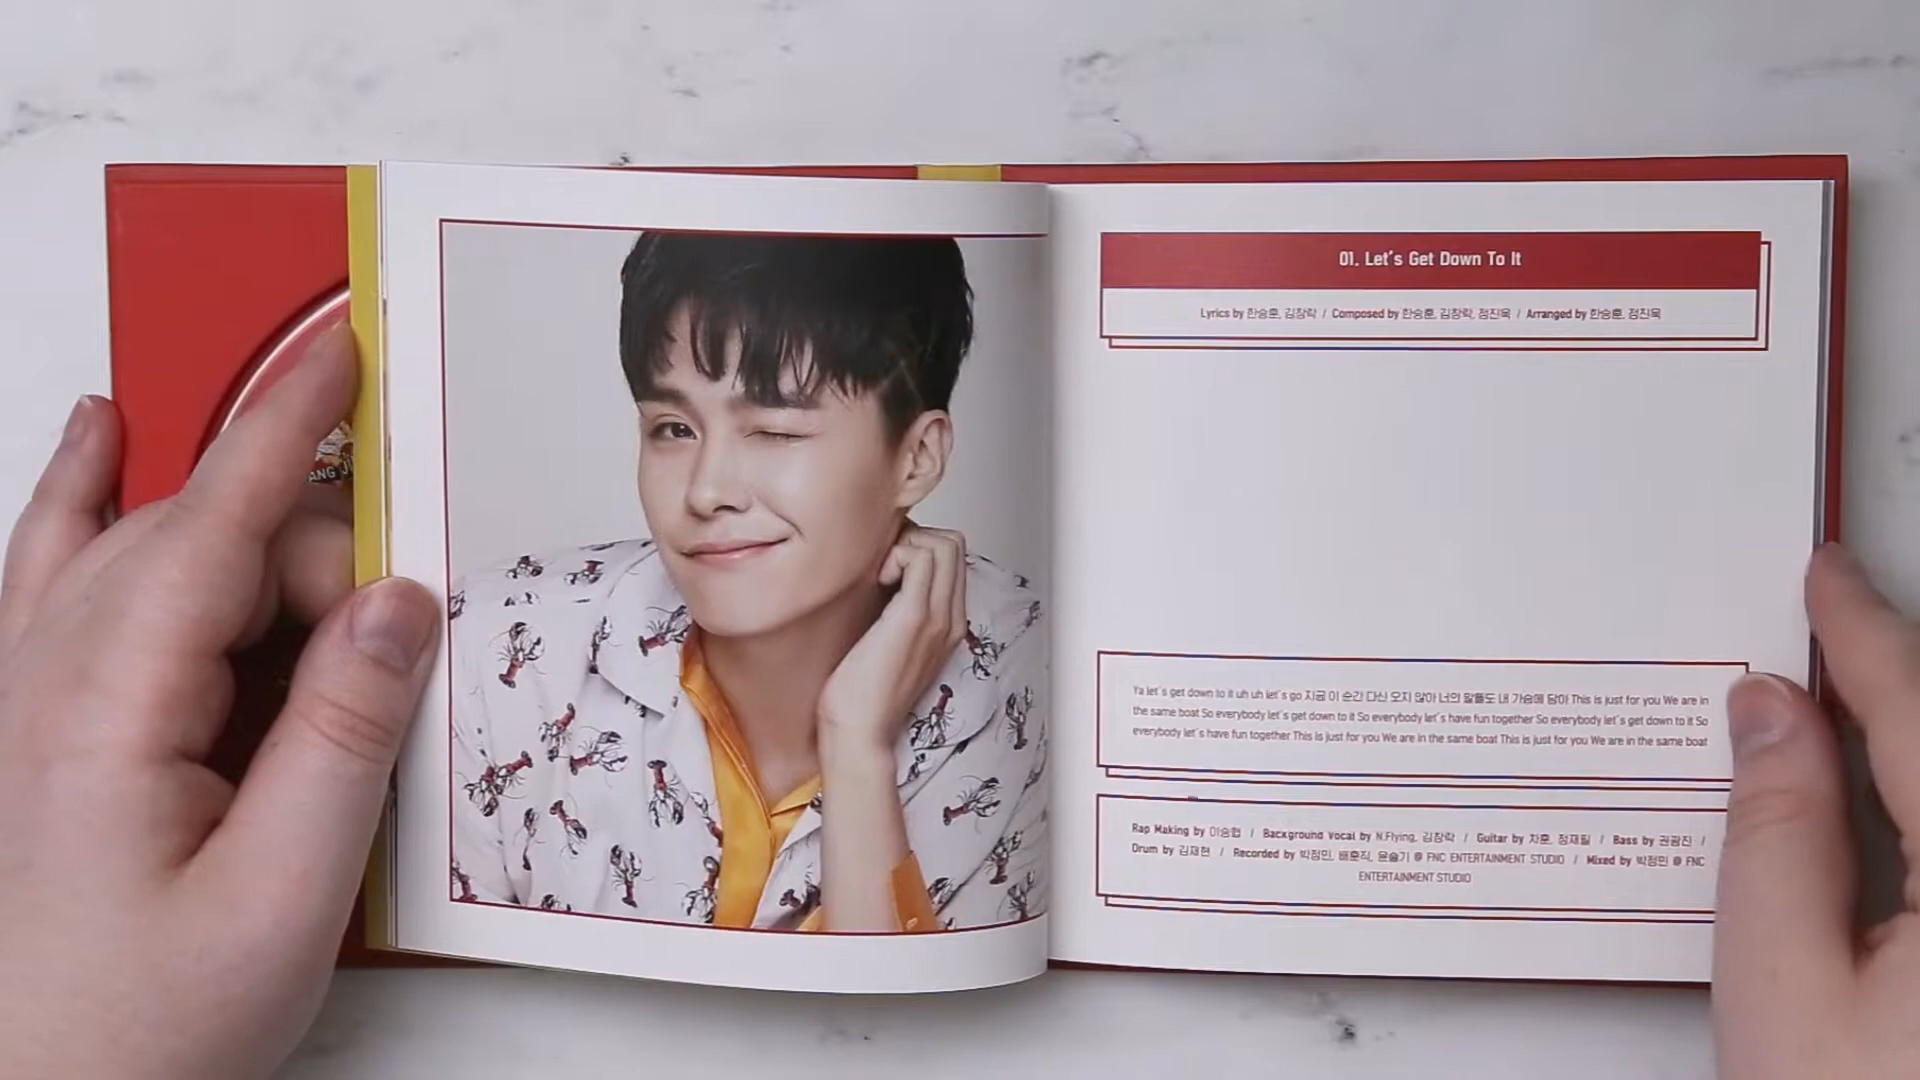 ANG
01. Let's Get Down To It
Lyrics by 한승훈, 김창락 / Composed by 한승훈, 김창락, 정진욱 / Arranged by 한승훈, 정진욱
Ya let's get down to it uh uh let's go 지금 이 순간 다신 오지 않아 너의 말들도 내 가슴에 담아 This is just for you We are in
the same boat So everybody let's get down to it So everybody let's have fun together So everybody let's get down to it So
everybody let's have fun together This is just for you We are in the same boat This is just for you We are in the same boat
Rap Making by 이승협 / Background Vocal by N.Flying, 김창락 / Guitar by 차훈, 정재필 / Bass by 권광진 /
Drum by 김재현 / Recorded by 박정민, 배훈직, 윤슬기 @ FNC ENTERTAINMENT STUDIO / Mixed by 박정민 @ FNC
ENTERTAINMENT STUDIO